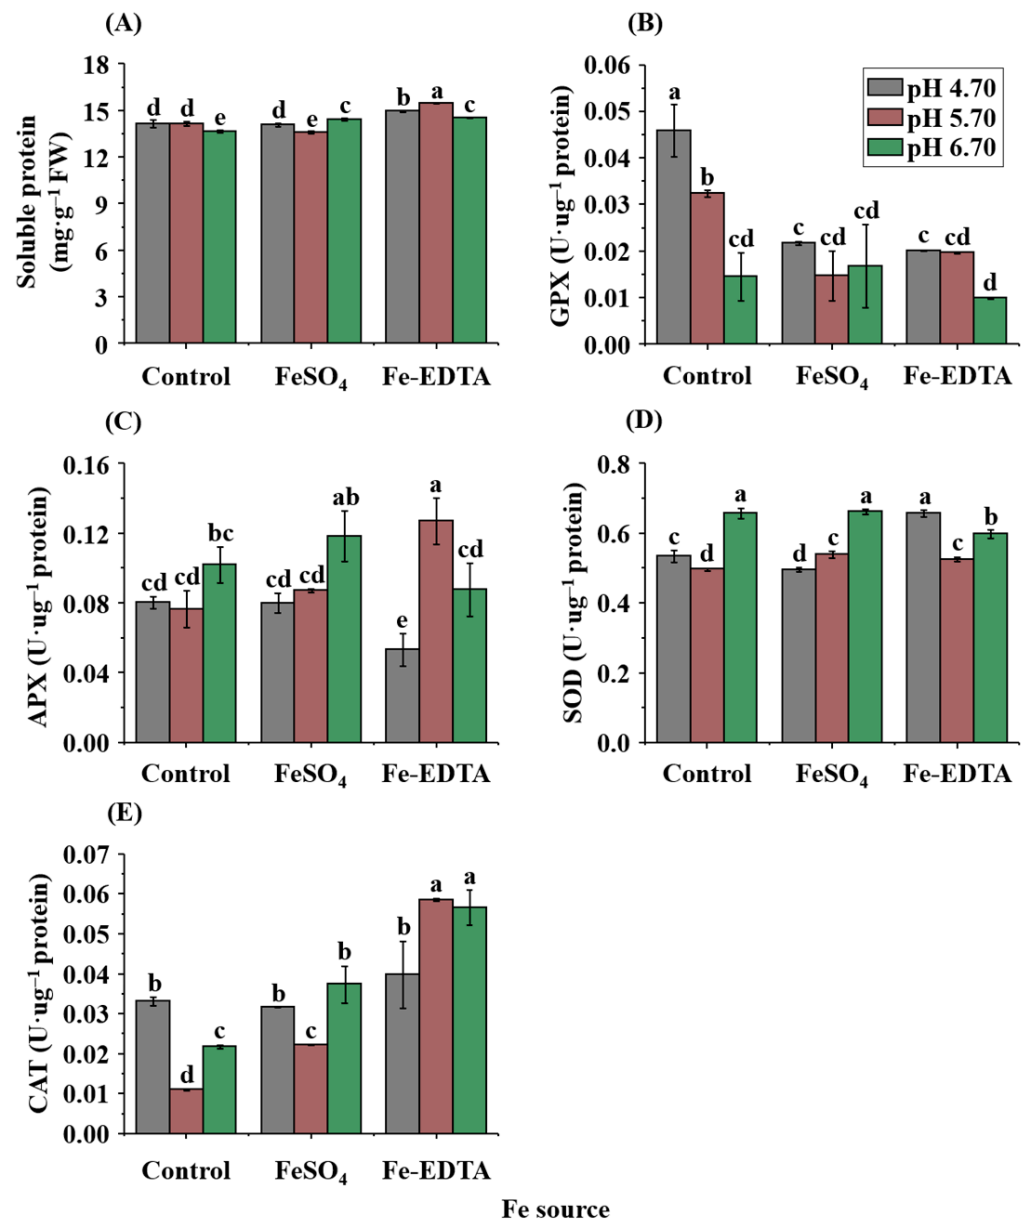 (A)
Soluble protein
(mg·g⁻¹ FW)
18
15
12
9
6
3
0
d d e
d e c
b a c
Control FeSO₄ Fe-EDTA
(B)
GPX (U·ug⁻¹ protein)
0.06
0.05
0.04
0.03
0.02
0.01
0.00
pH 4.70
pH 5.70
pH 6.70
a b cd
c cd cd
c cd d
Control FeSO₄ Fe-EDTA
(C)
APX (U·ug⁻¹ protein)
0.16
0.12
0.08
0.04
0.00
cd cd bc
cd cd ab
e a cd
Control FeSO₄ Fe-EDTA
(D)
SOD (U·ug⁻¹ protein)
0.8
0.6
0.4
0.2
0.0
c d a
d c a
a c b
Control FeSO₄ Fe-EDTA
(E)
CAT (U·ug⁻¹ protein)
0.07
0.06
0.05
0.04
0.03
0.02
0.01
0.00
b d c
b c b
b a a
Control FeSO₄ Fe-EDTA
Fe source